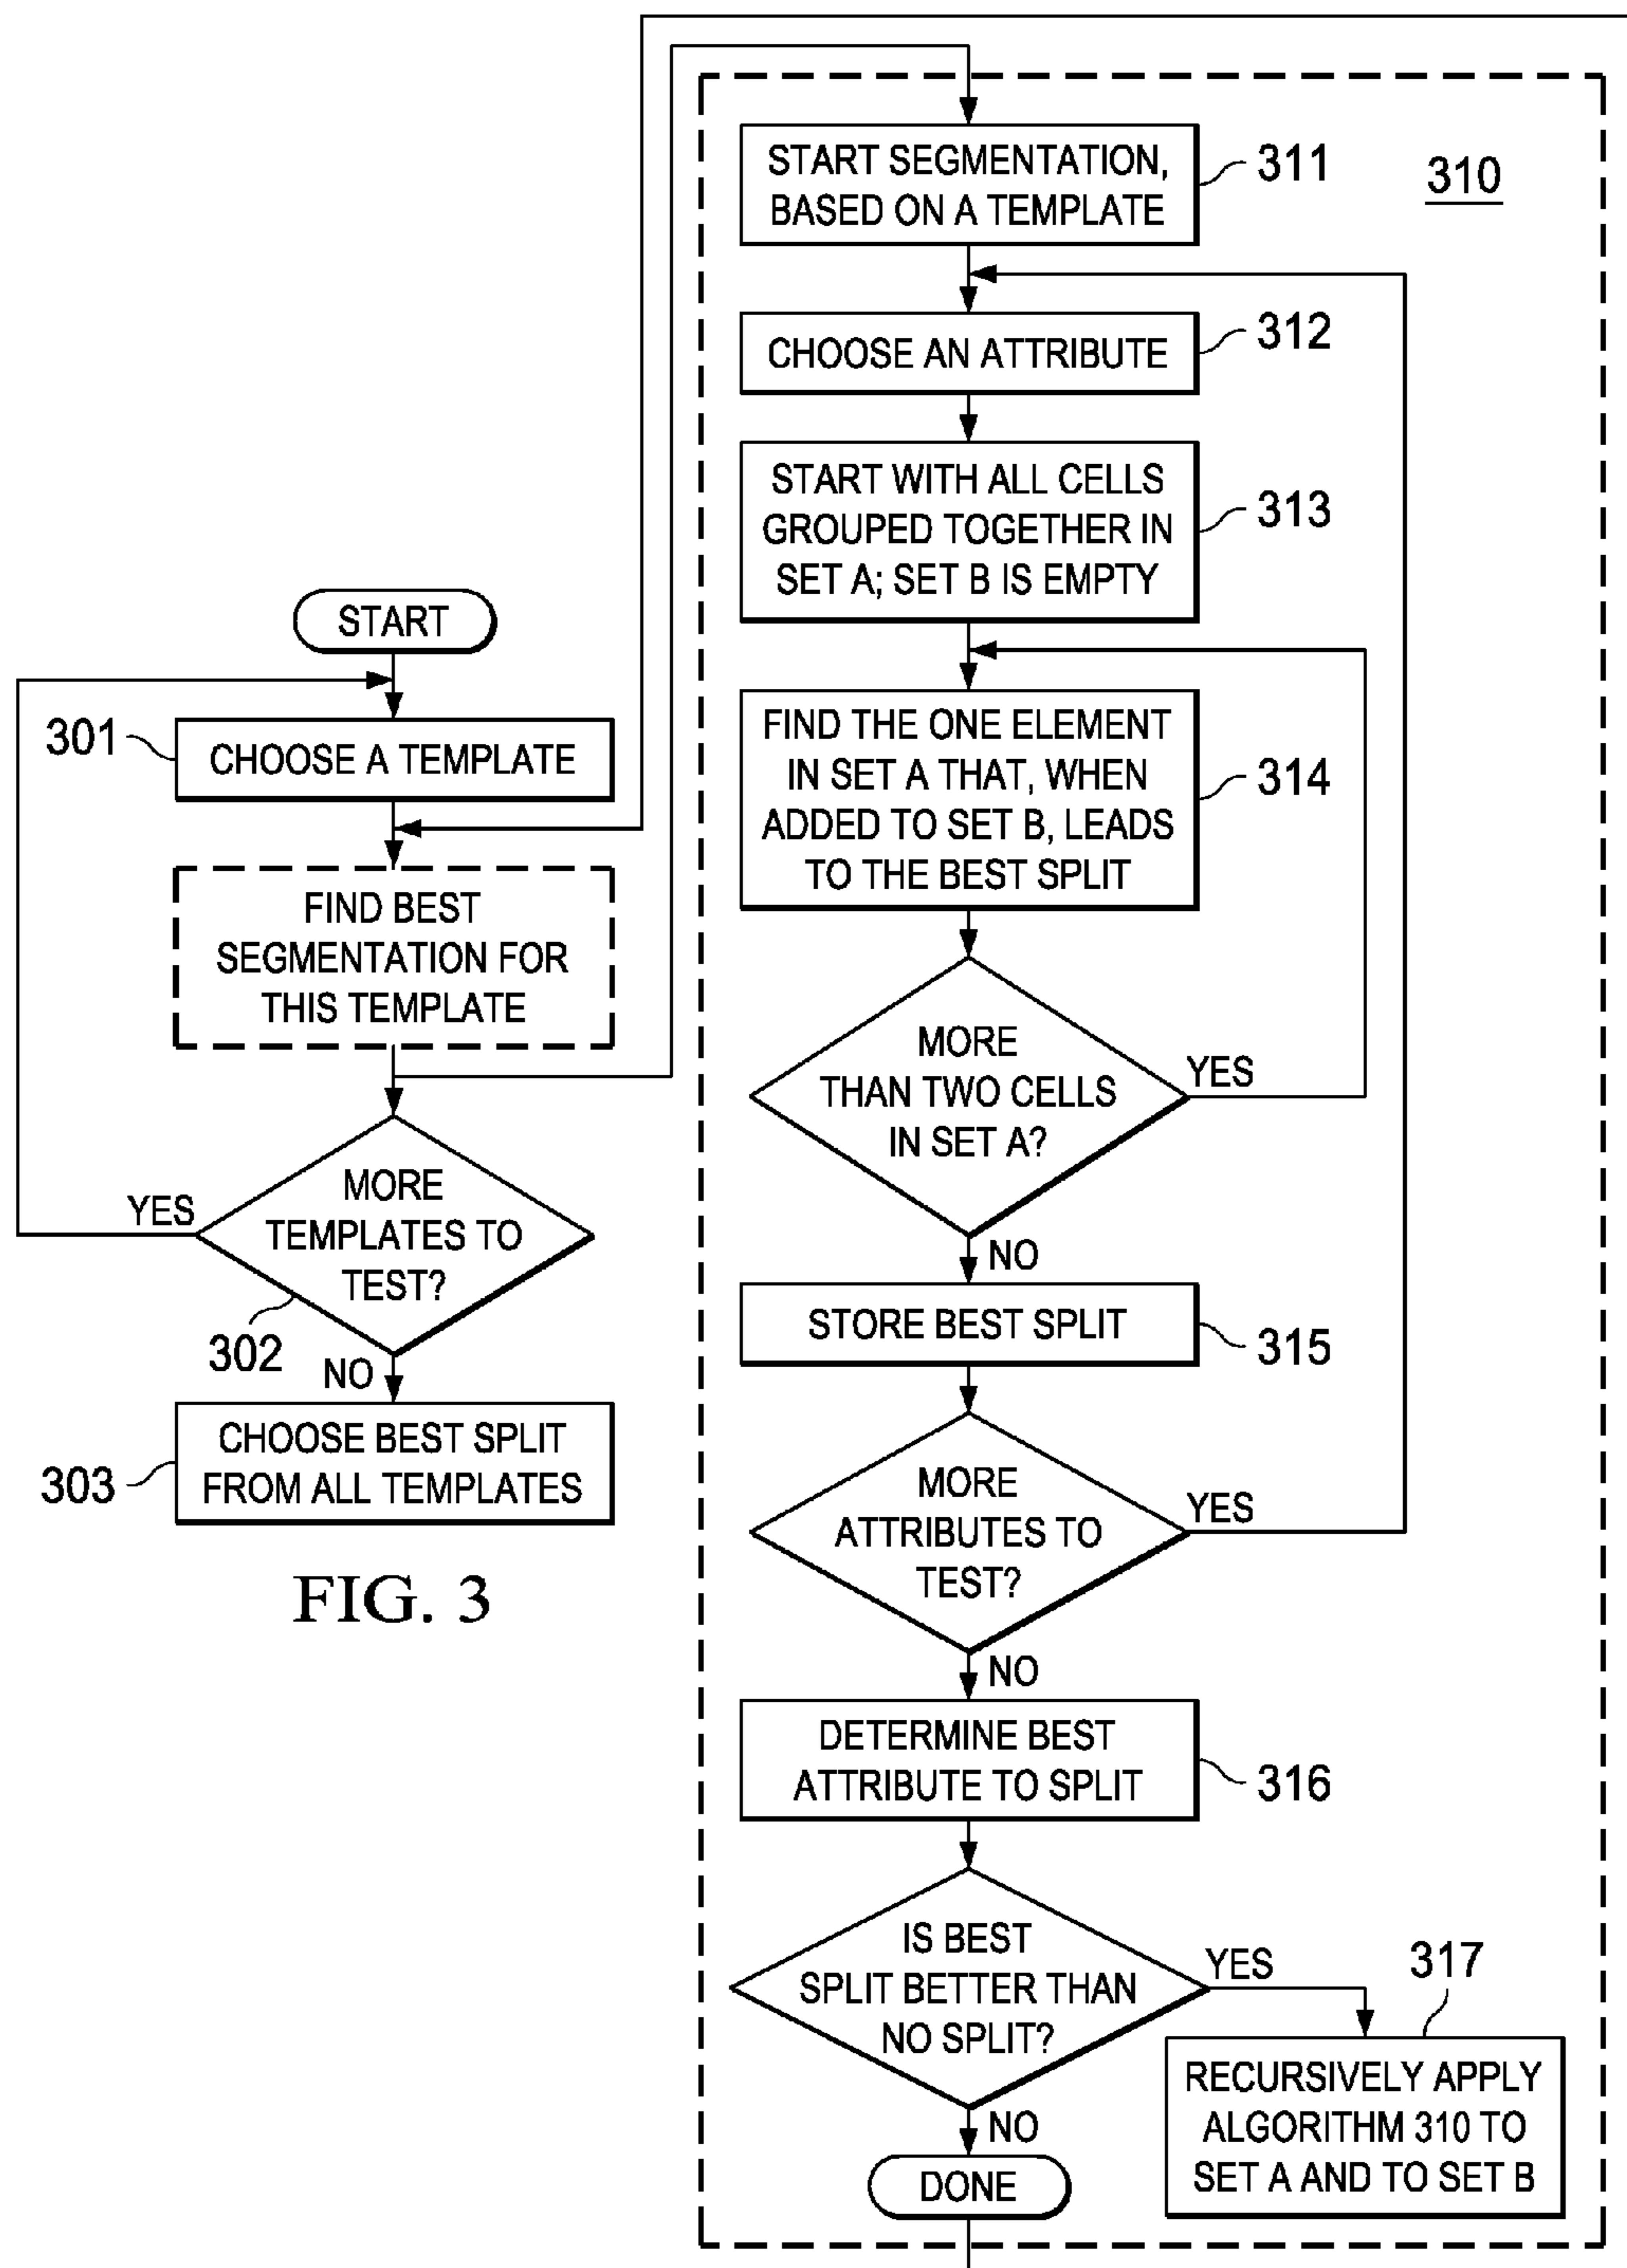 START
301
CHOOSE A TEMPLATE
FIND BEST
SEGMENTATION FOR
THIS TEMPLATE
MORE
TEMPLATES TO
TEST?
YES
302
NO
CHOOSE BEST SPLIT
FROM ALL TEMPLATES
303
FIG. 3
310
START SEGMENTATION,
BASED ON A TEMPLATE
311
CHOOSE AN ATTRIBUTE
312
START WITH ALL CELLS
GROUPED TOGETHER IN
SET A; SET B IS EMPTY
313
FIND THE ONE ELEMENT
IN SET A THAT, WHEN
ADDED TO SET B, LEADS
TO THE BEST SPLIT
314
MORE
THAN TWO CELLS
IN SET A?
YES
NO
STORE BEST SPLIT
315
MORE
ATTRIBUTES TO
TEST?
YES
NO
DETERMINE BEST
ATTRIBUTE TO SPLIT
316
IS BEST
SPLIT BETTER THAN
NO SPLIT?
YES
317
RECURSIVELY APPLY
ALGORITHM 310 TO
SET A AND TO SET B
NO
DONE